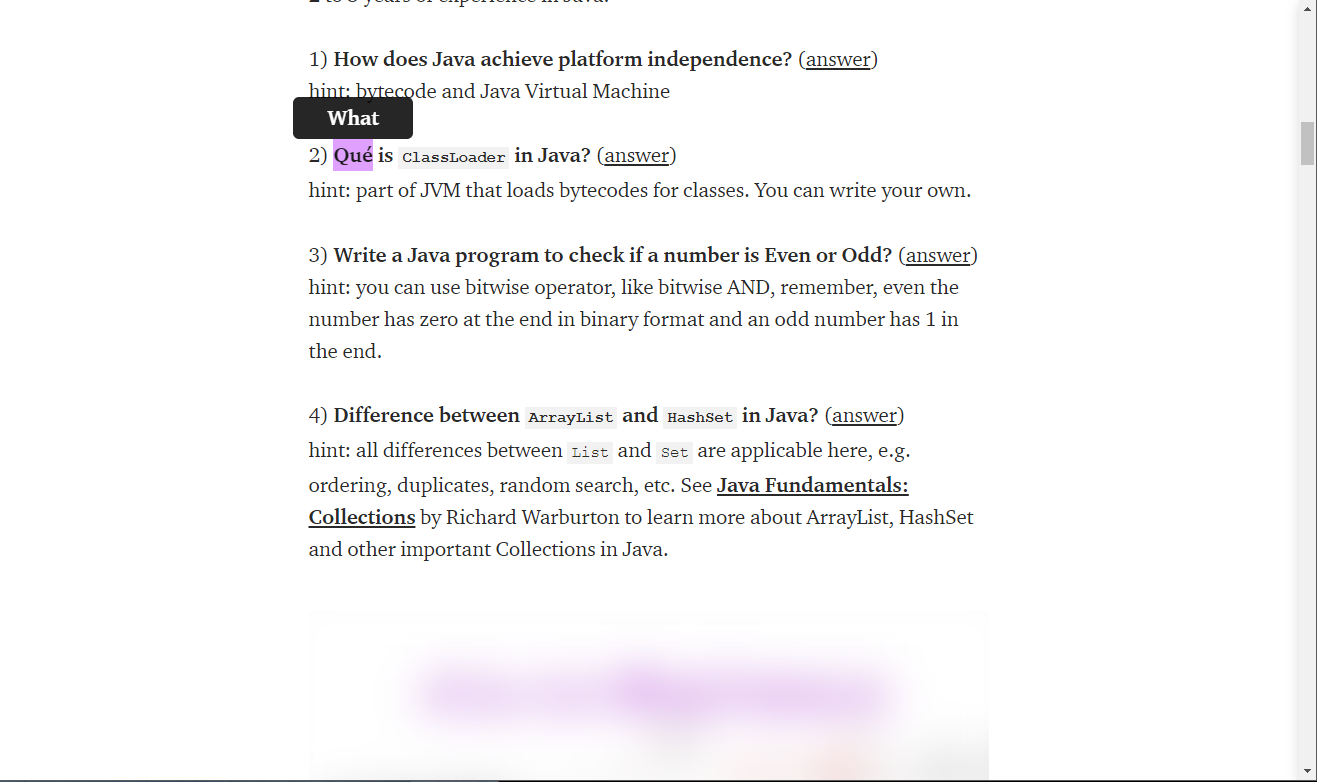 2 to 3 years of experience in Java.
1) How does Java achieve platform independence? (answer)
hint: bytecode and Java Virtual Machine
What
2) Qué is ClassLoader in Java? (answer)
hint: part of JVM that loads bytecodes for classes. You can write your own.
3) Write a Java program to check if a number is Even or Odd? (answer)
hint: you can use bitwise operator, like bitwise AND, remember, even the
number has zero at the end in binary format and an odd number has 1 in
the end.
4) Difference between ArrayList and HashSet in Java? (answer)
hint: all differences between List and Set are applicable here, e.g.
ordering, duplicates, random search, etc. See Java Fundamentals:
Collections by Richard Warburton to learn more about ArrayList, HashSet
and other important Collections in Java.